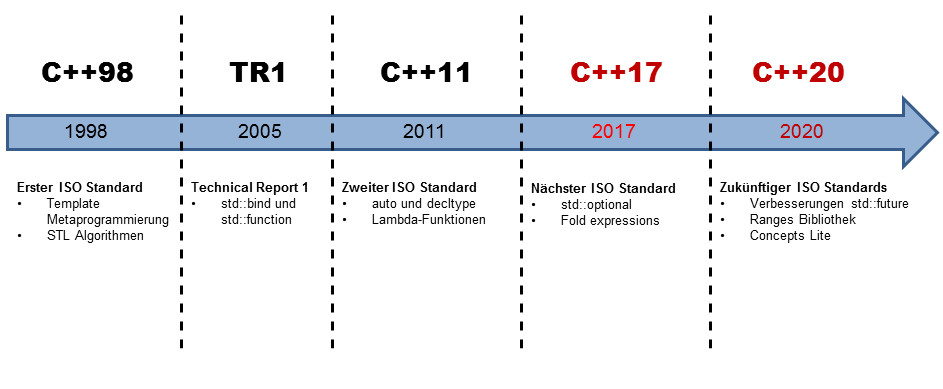 C++98
TR1
C++11
C++17
C++20
1998
2005
2011
2017
2020
Erster ISO Standard
• Template
Metaprogrammierung
• STL Algorithmen
Technical Report 1
• std::bind und
std::function
Zweiter ISO Standard
• auto und decltype
• Lambda-Funktionen
Nächster ISO Standard
• std::optional
• Fold expressions
Zukünftiger ISO Standards
• Verbesserungen std::future
• Ranges Bibliothek
• Concepts Lite